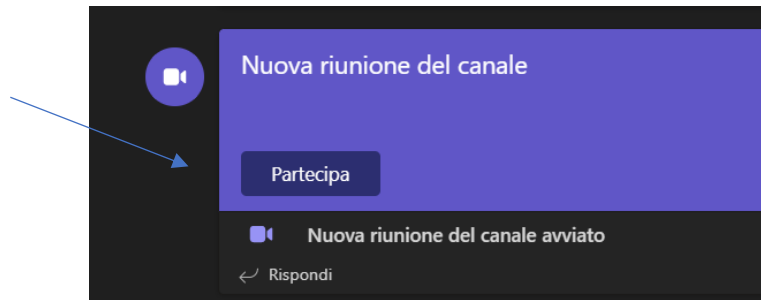 Nuova riunione del canale
Partecipa
Nuova riunione del canale avviato
Rispondi